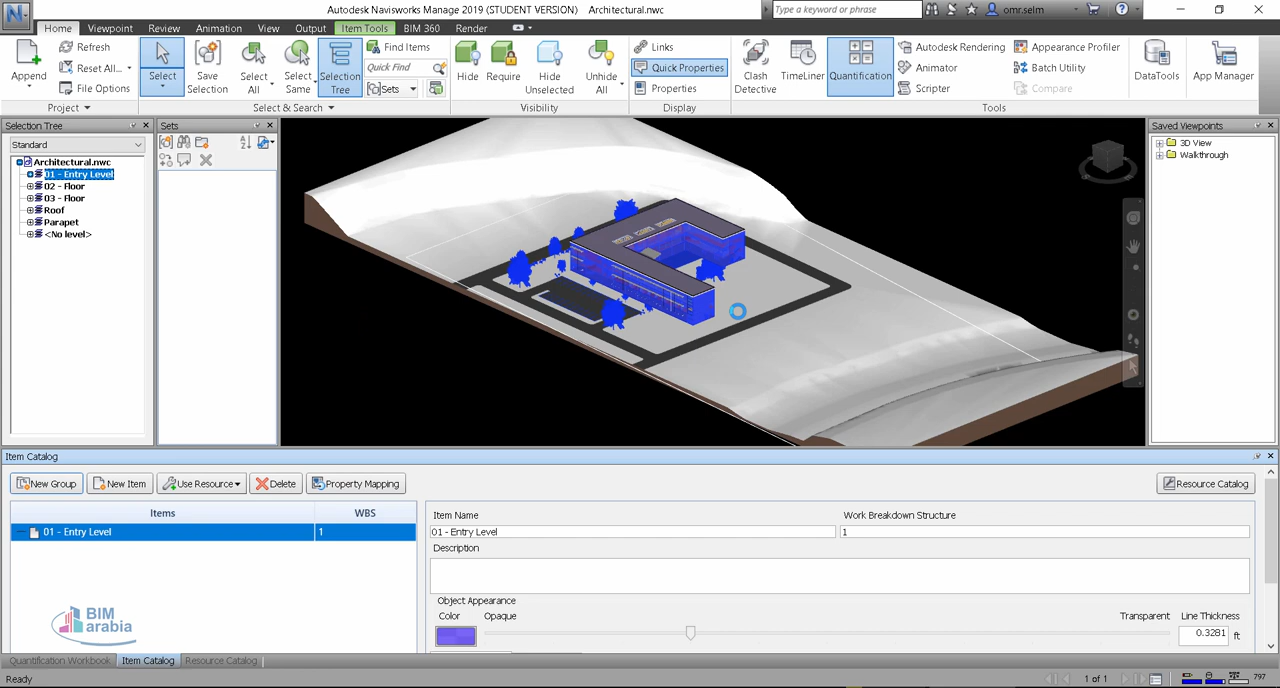 Autodesk Navisworks Manage 2019 (STUDENT VERSION) Architectural.nwc
Type a keyword or phrase
omr.selm
Home Viewpoint Review Animation View Output Item Tools BIM 360 Render
Append
Refresh
Reset All...
File Options
Project
Select
Save Selection
Select All
Select Same
Selection Tree
Find Items
Quick Find
Sets
Select & Search
Hide
Require
Hide Unselected
Unhide All
Visibility
Links
Quick Properties
Properties
Display
Clash Detective
TimeLiner
Quantification
Autodesk Rendering
Animator
Scripter
Appearance Profiler
Batch Utility
Compare
Tools
DataTools
App Manager
Selection Tree
Standard
Architectural.nwc
01 - Entry Level
02 - Floor
03 - Floor
Roof
Parapet
<No level>
Sets
Saved Viewpoints
3D View
Walkthrough
Item Catalog
New Group
New Item
Use Resource
Delete
Property Mapping
Resource Catalog
Items WBS
01 - Entry Level 1
Item Name
01 - Entry Level
Work Breakdown Structure
1
Description
Object Appearance
Color Opaque Transparent Line Thickness
0.3281 ft
BIM
arabia
Quantification Workbook Item Catalog Resource Catalog
Ready
1 of 1
797